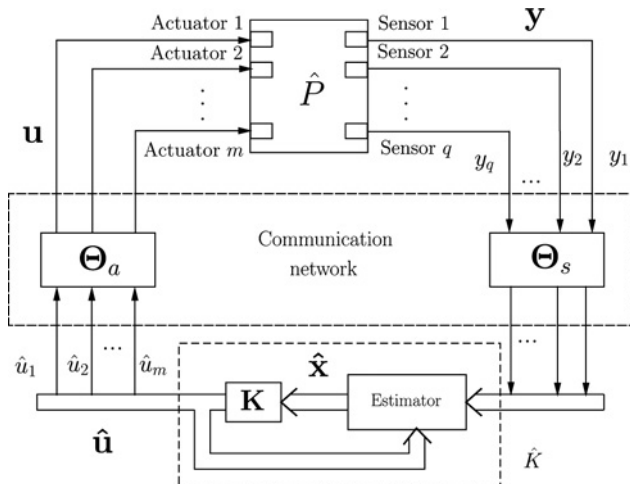 Actuator 1
Sensor 1
y
Actuator 2
Sensor 2
P̂
u
Actuator m
Sensor q
y_q
...
y_2
y_1
Θ_a
Communication
network
Θ_s
û_1
û_2
...
û_m
x̂
...
K
Estimator
û
K̂